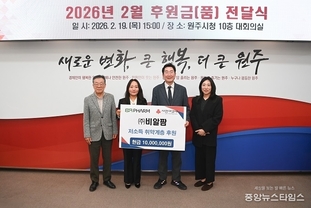 2026년 2월 후원금(품) 전달식
일시 : 2026. 2. 19.(목) 15:00 / 장소 : 원주시청 10층 대회의실
새로운 변화, 큰 행복, 더 큰 원주
PHARM
㈜비알팜
저소득 취약계층 후원
현금 10,000,000원
중앙뉴스타임스